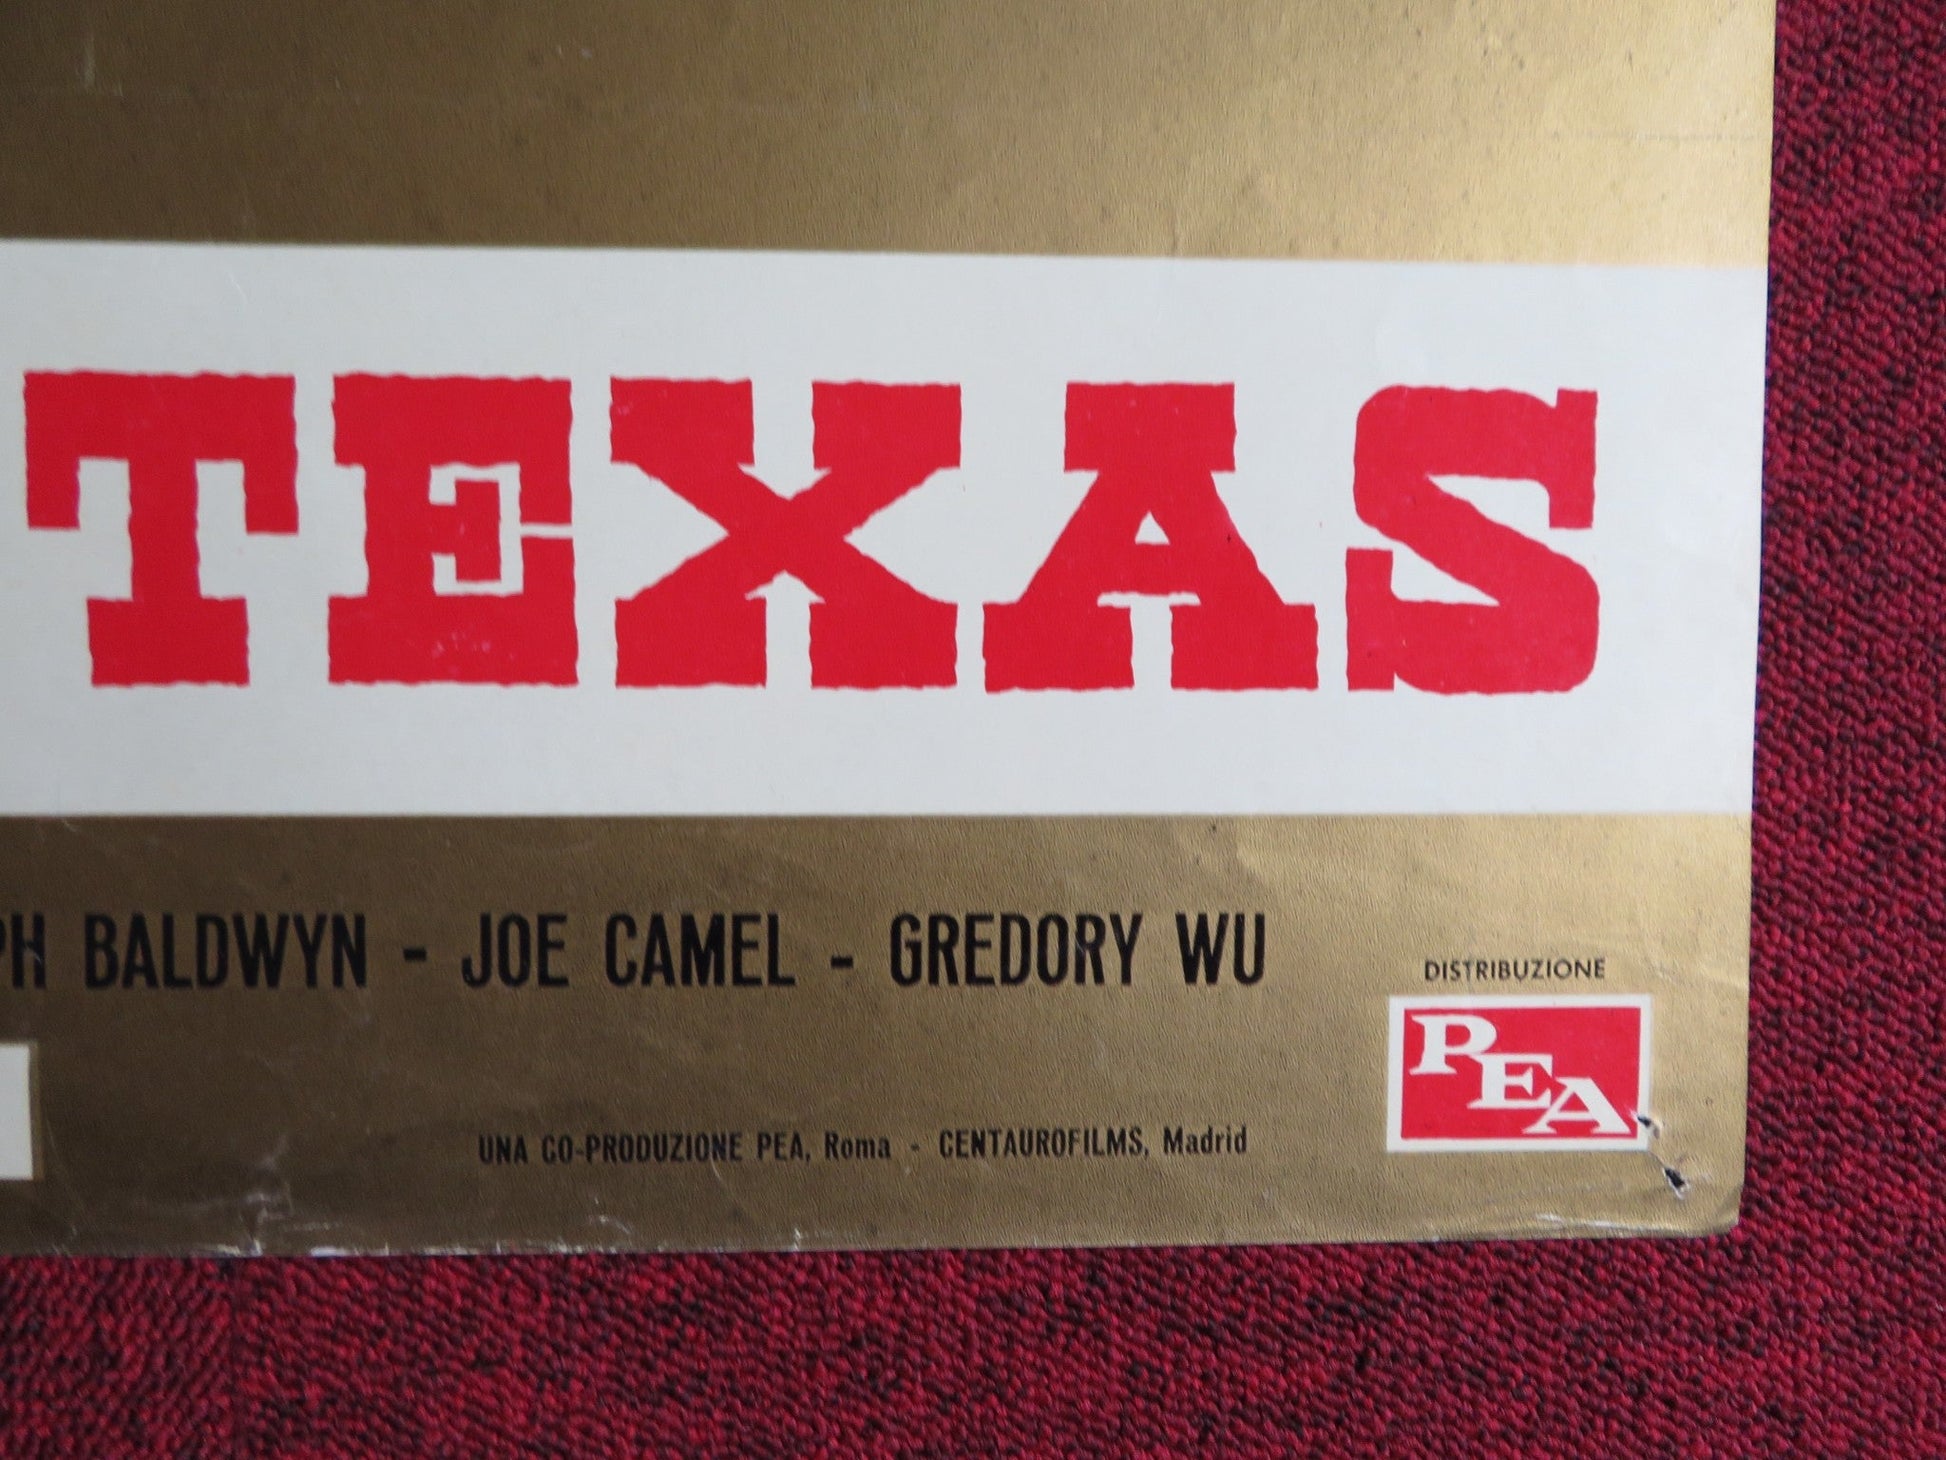 TEXAS
PH BALDWYN - JOE CAMEL - GREDORY WU
DISTRIBUZIONE
PEA
UNA CO-PRODUZIONE PEA, Roma - CENTAUROFILMS, Madrid